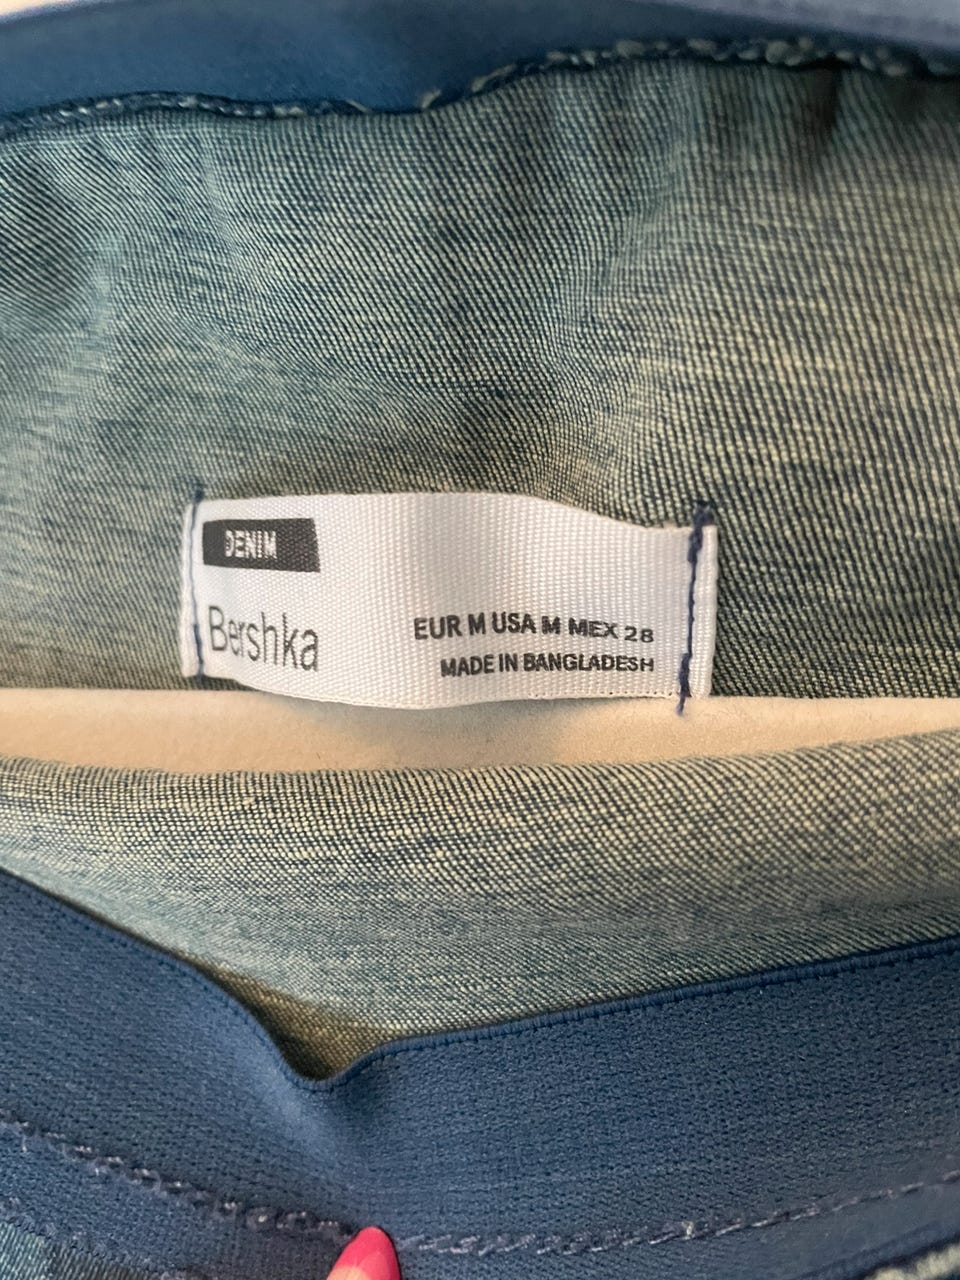 DENIM
Bershka
EUR M USA M MEX 28
MADE IN BANGLADESH